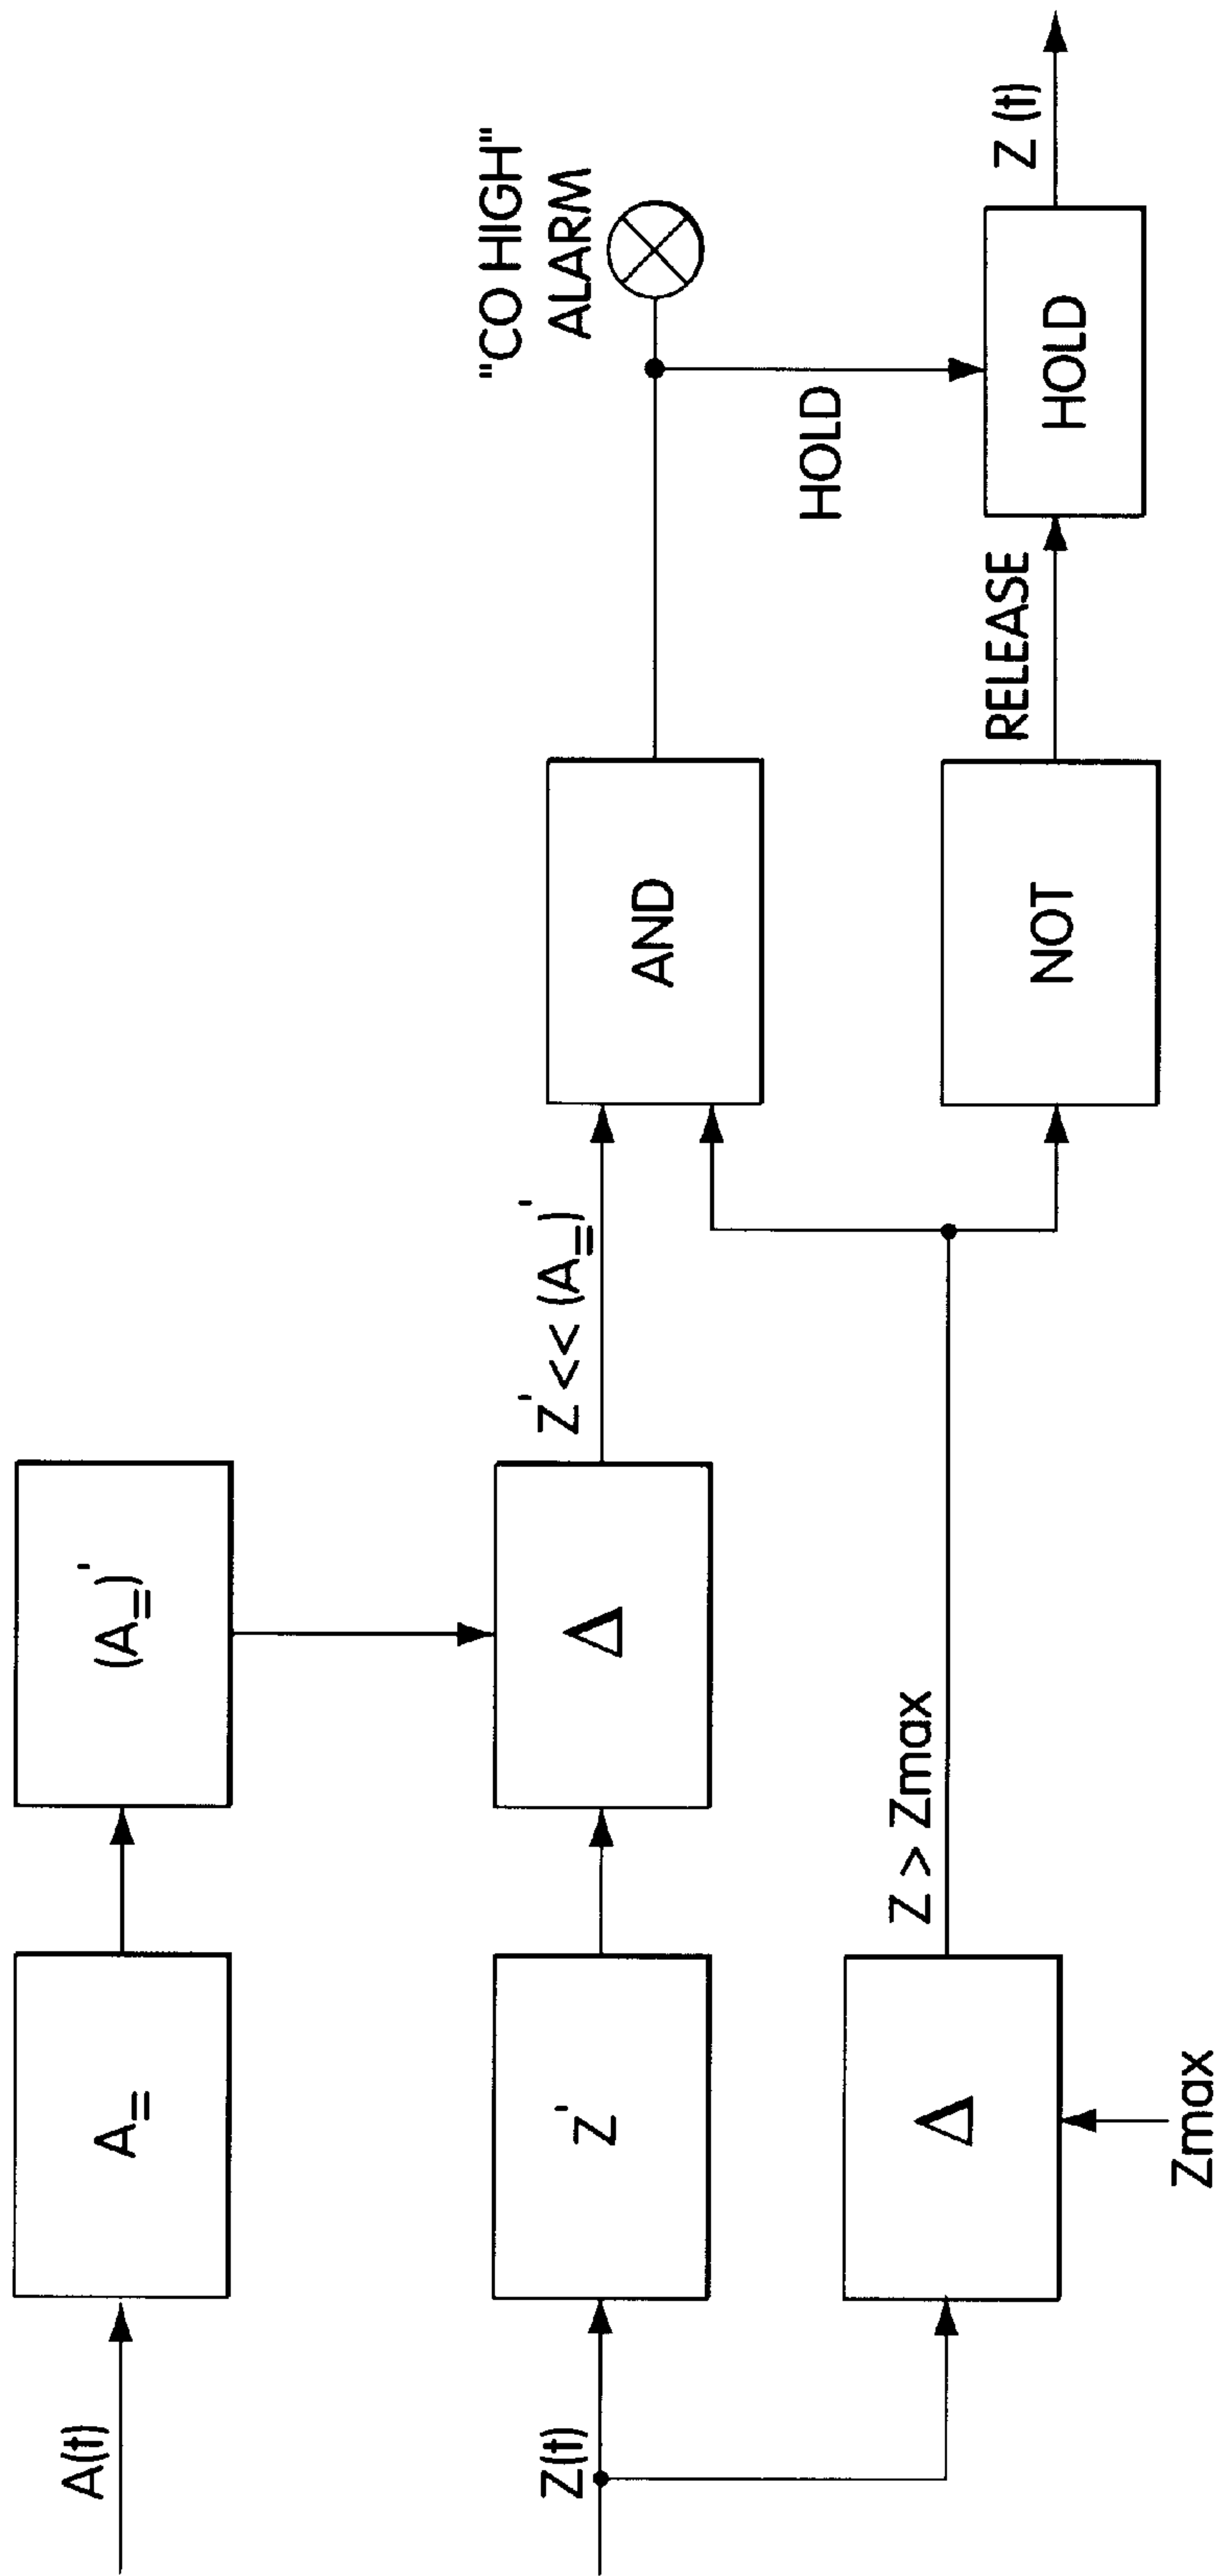 A(t)
A=
(A=)'
Z(t)
Z'
Δ
Z' << (A=)'
AND
"CO HIGH"
ALARM
HOLD
Δ
Zmax
Z > Zmax
NOT
RELEASE
HOLD
Z (t)